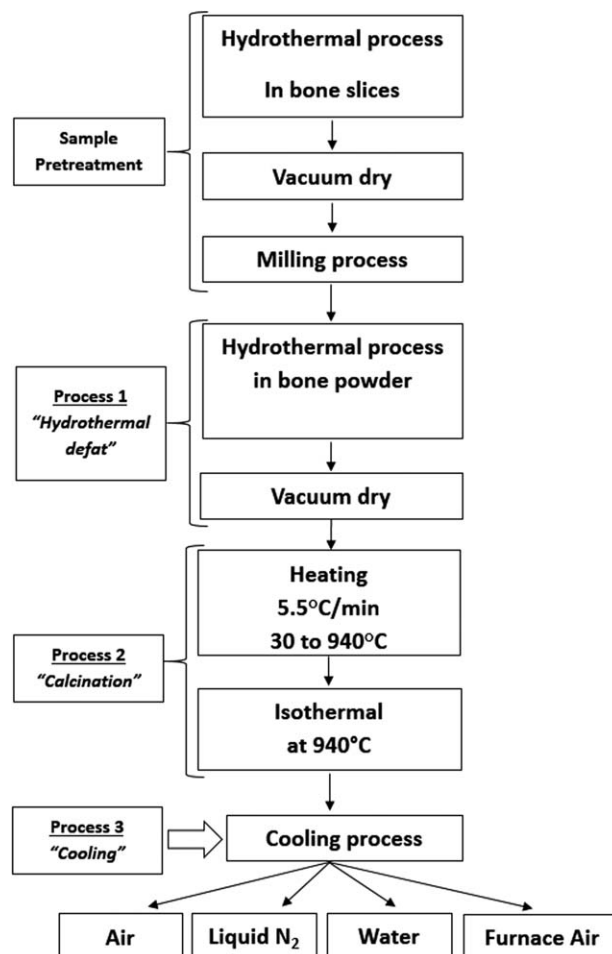 Hydrothermal process
In bone slices
Sample
Pretreatment
Vacuum dry
Milling process
Hydrothermal process
in bone powder
Process 1
“Hydrothermal
defat”
Vacuum dry
Heating
5.5°C/min
30 to 940°C
Process 2
“Calcination”
Isothermal
at 940°C
Process 3
“Cooling”
Cooling process
Air
Liquid N₂
Water
Furnace Air